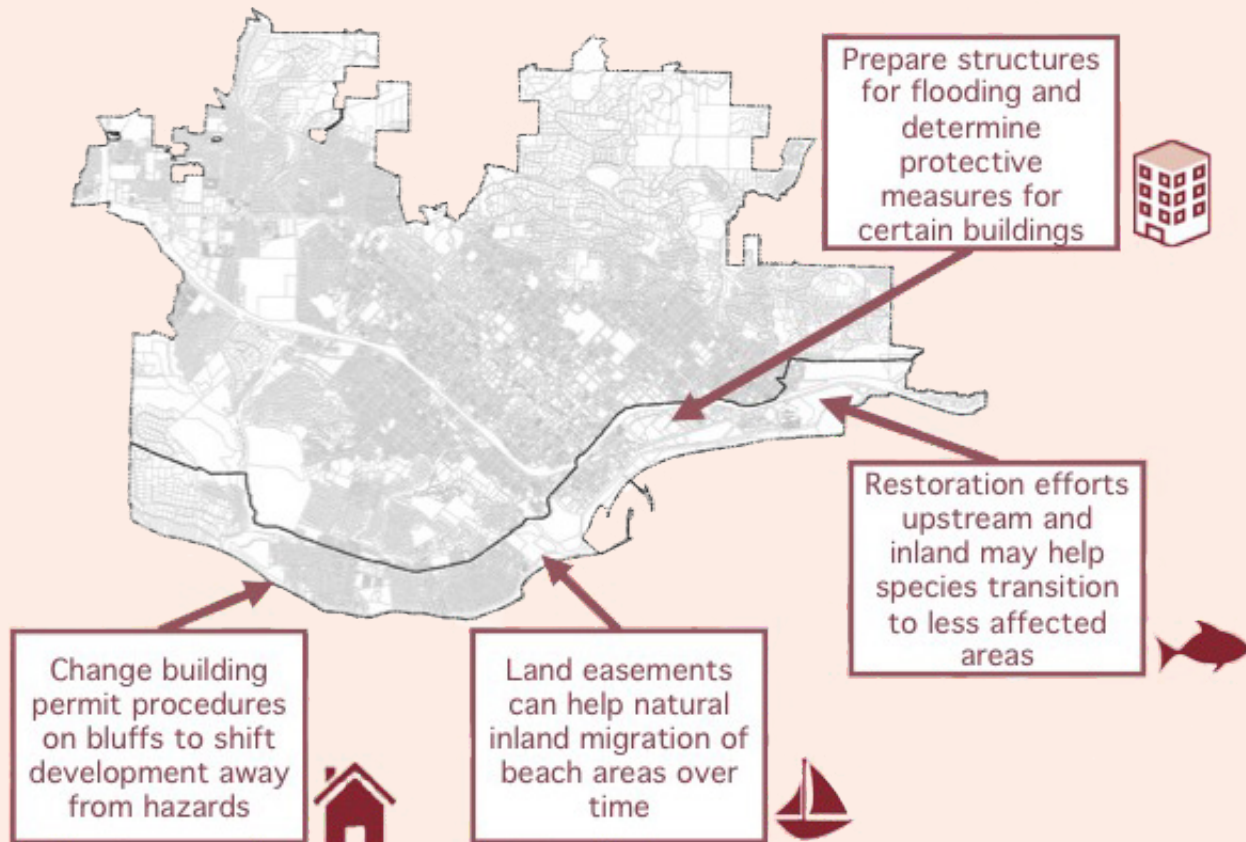 Prepare structures
for flooding and
determine
protective
measures for
certain buildings
Restoration efforts
upstream and
inland may help
species transition
to less affected
areas
Change building
permit procedures
on bluffs to shift
development away
from hazards
Land easements
can help natural
inland migration of
beach areas over
time